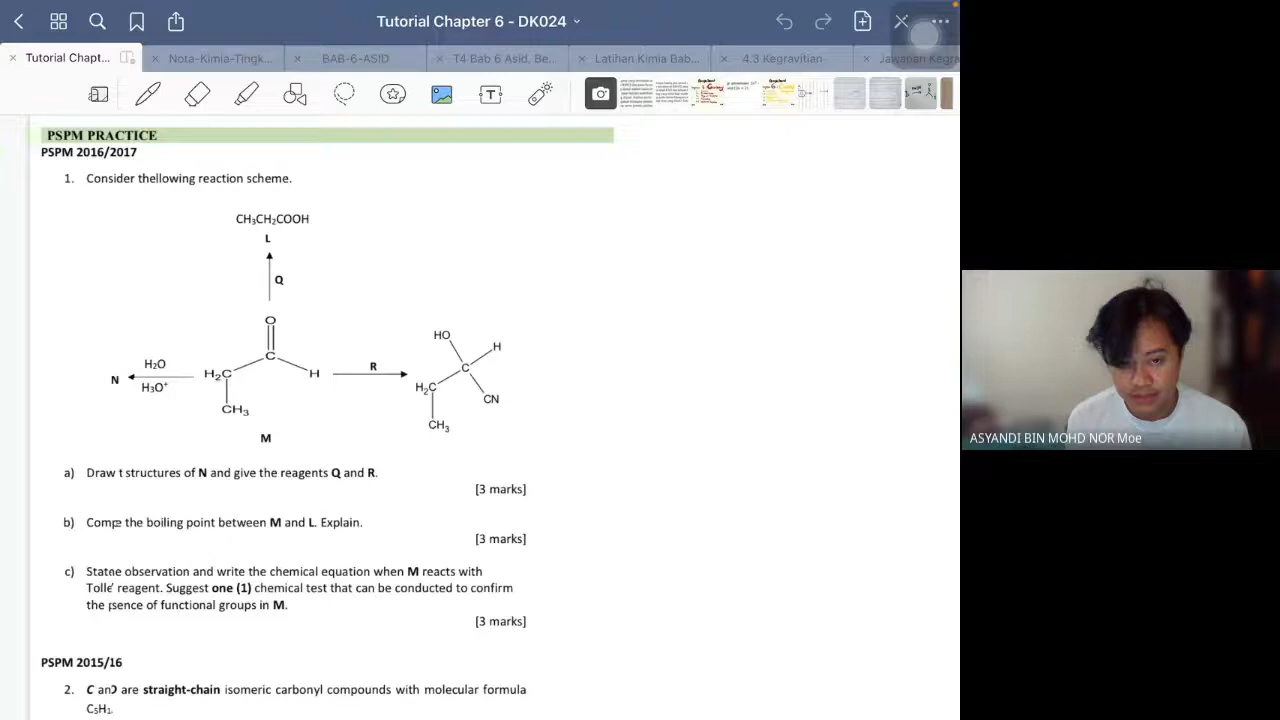 Tutorial Chapter 6 - DK024
Tutorial Chapt...
Nota-Kimia-Tingk...
BAB-6-ASID
T4 Bab 6 Asid, Be...
Latihan Kimia Bab...
4.3 Kegravitian
Jawapan Kegra
PSPM PRACTICE
PSPM 2016/2017
1. Consider thellowing reaction scheme.
CH₃CH₂COOH
L
Q
O
C
H₂C
H
CH₃
M
H₂O
H₃O⁺
N
R
HO
H
C
H₂C
CN
CH₃
a) Draw t structures of N and give the reagents Q and R.
[3 marks]
b) Compe the boiling point between M and L. Explain.
[3 marks]
c) Statne observation and write the chemical equation when M reacts with
Tolle' reagent. Suggest one (1) chemical test that can be conducted to confirm
the psence of functional groups in M.
[3 marks]
PSPM 2015/16
2. C an are straight-chain isomeric carbonyl compounds with molecular formula
C₅H₁
ASYANDI BIN MOHD NOR Moe